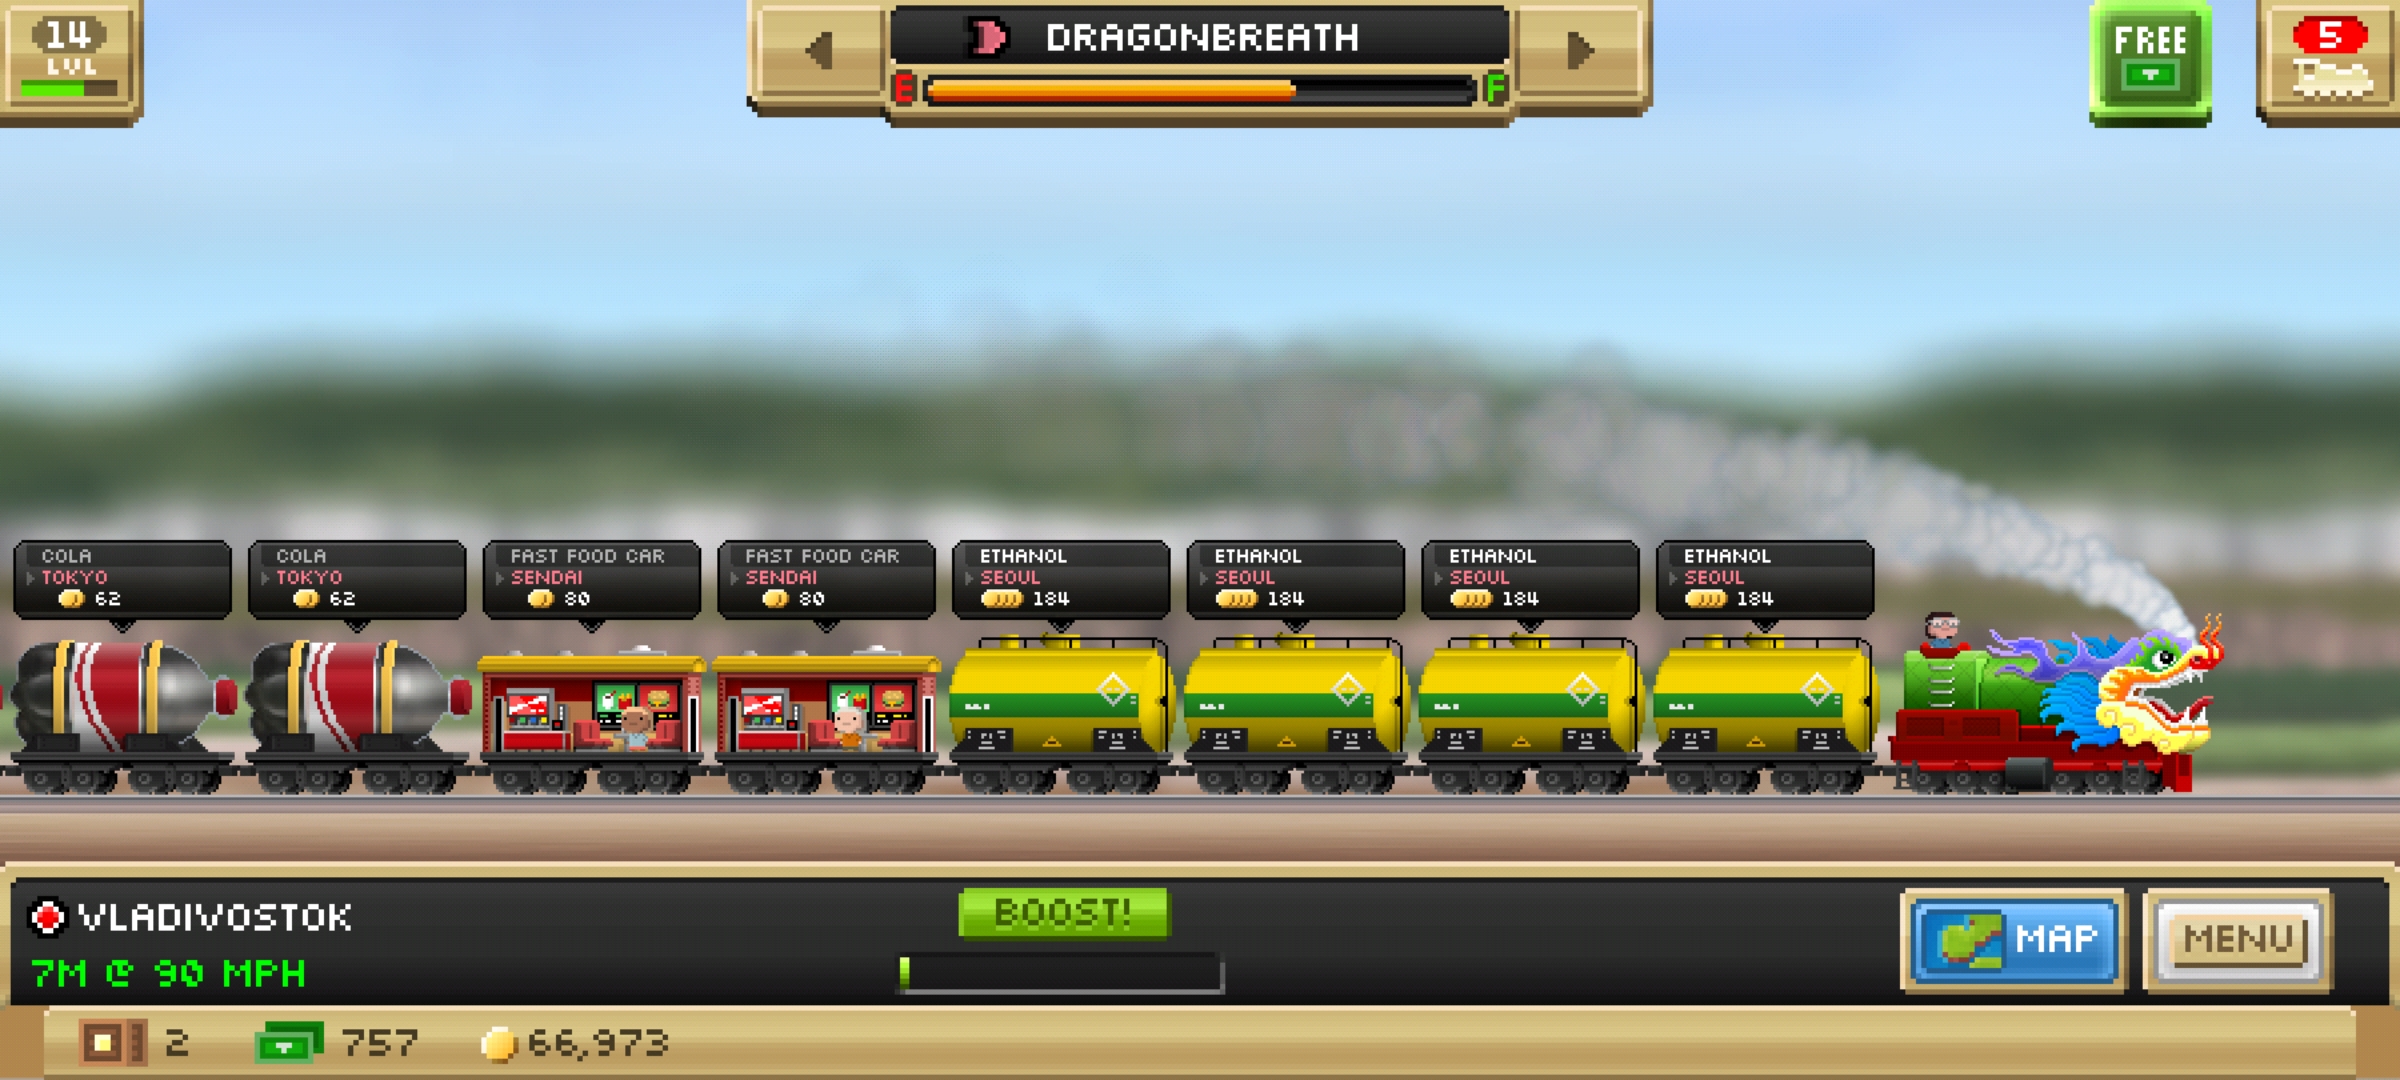 14
LVL
DRAGONBREATH
E
F
FREE
5
COLA
TOKYO
62
COLA
TOKYO
62
FAST FOOD CAR
SENDAI
80
FAST FOOD CAR
SENDAI
80
ETHANOL
SEOUL
184
ETHANOL
SEOUL
184
ETHANOL
SEOUL
184
ETHANOL
SEOUL
184
VLADIVOSTOK
7M @ 90 MPH
BOOST!
MAP
MENU
2
757
66,973